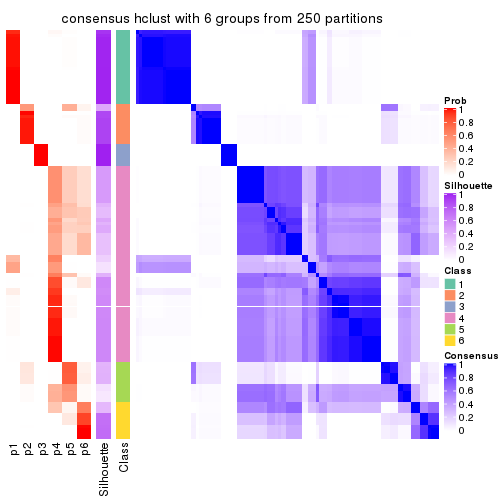 consensus hclust with 6 groups from 250 partitions
Prob
1
0.8
0.6
0.4
0.2
0
Silhouette
1
0.8
0.6
0.4
0.2
0
Class
1
2
3
4
5
6
Consensus
1
0.8
0.6
0.4
0.2
0
p1
p2
p3
p4
p5
p6
Silhouette
Class